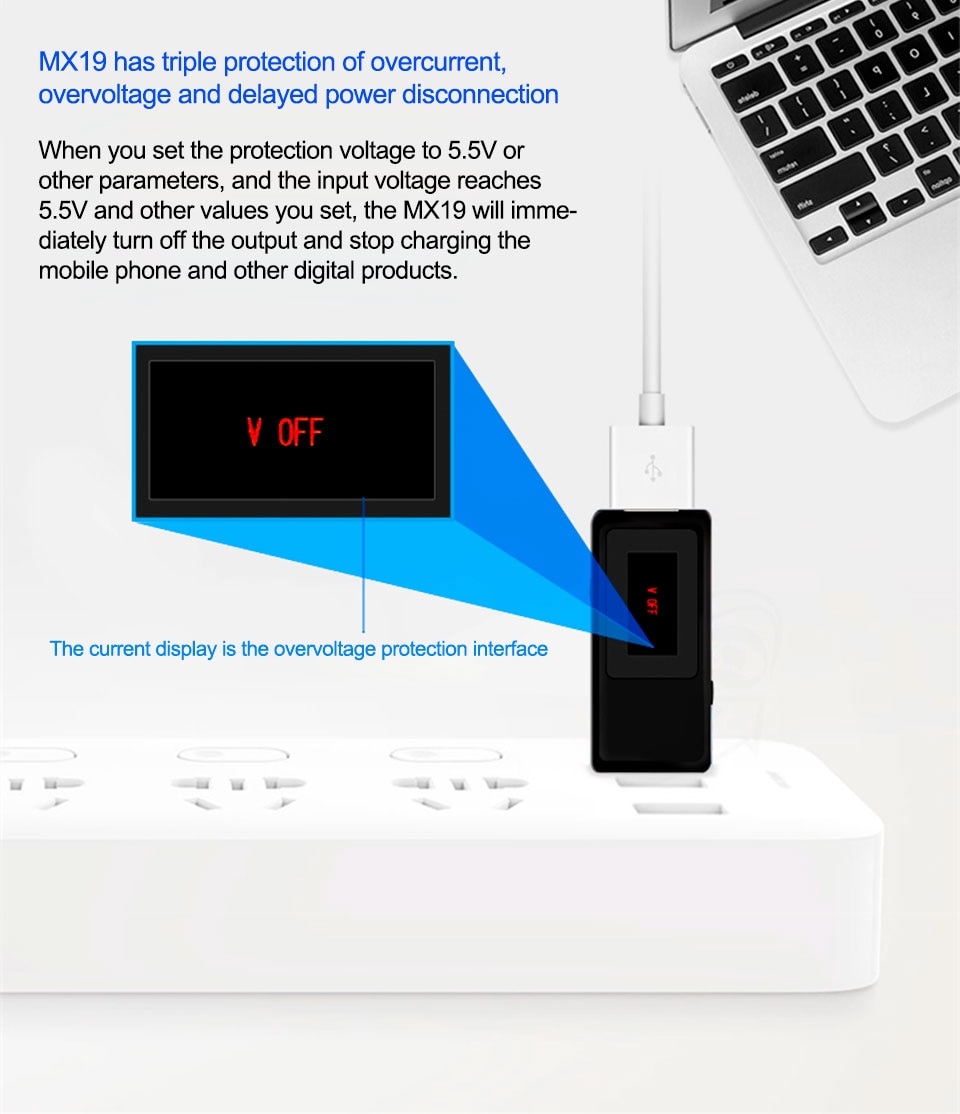 MX19 has triple protection of overcurrent,
overvoltage and delayed power disconnection
When you set the protection voltage to 5.5V or
other parameters, and the input voltage reaches
5.5V and other values you set, the MX19 will imme-
diately turn off the output and stop charging the
mobile phone and other digital products.
V OFF
V OFF
The current display is the overvoltage protection interface